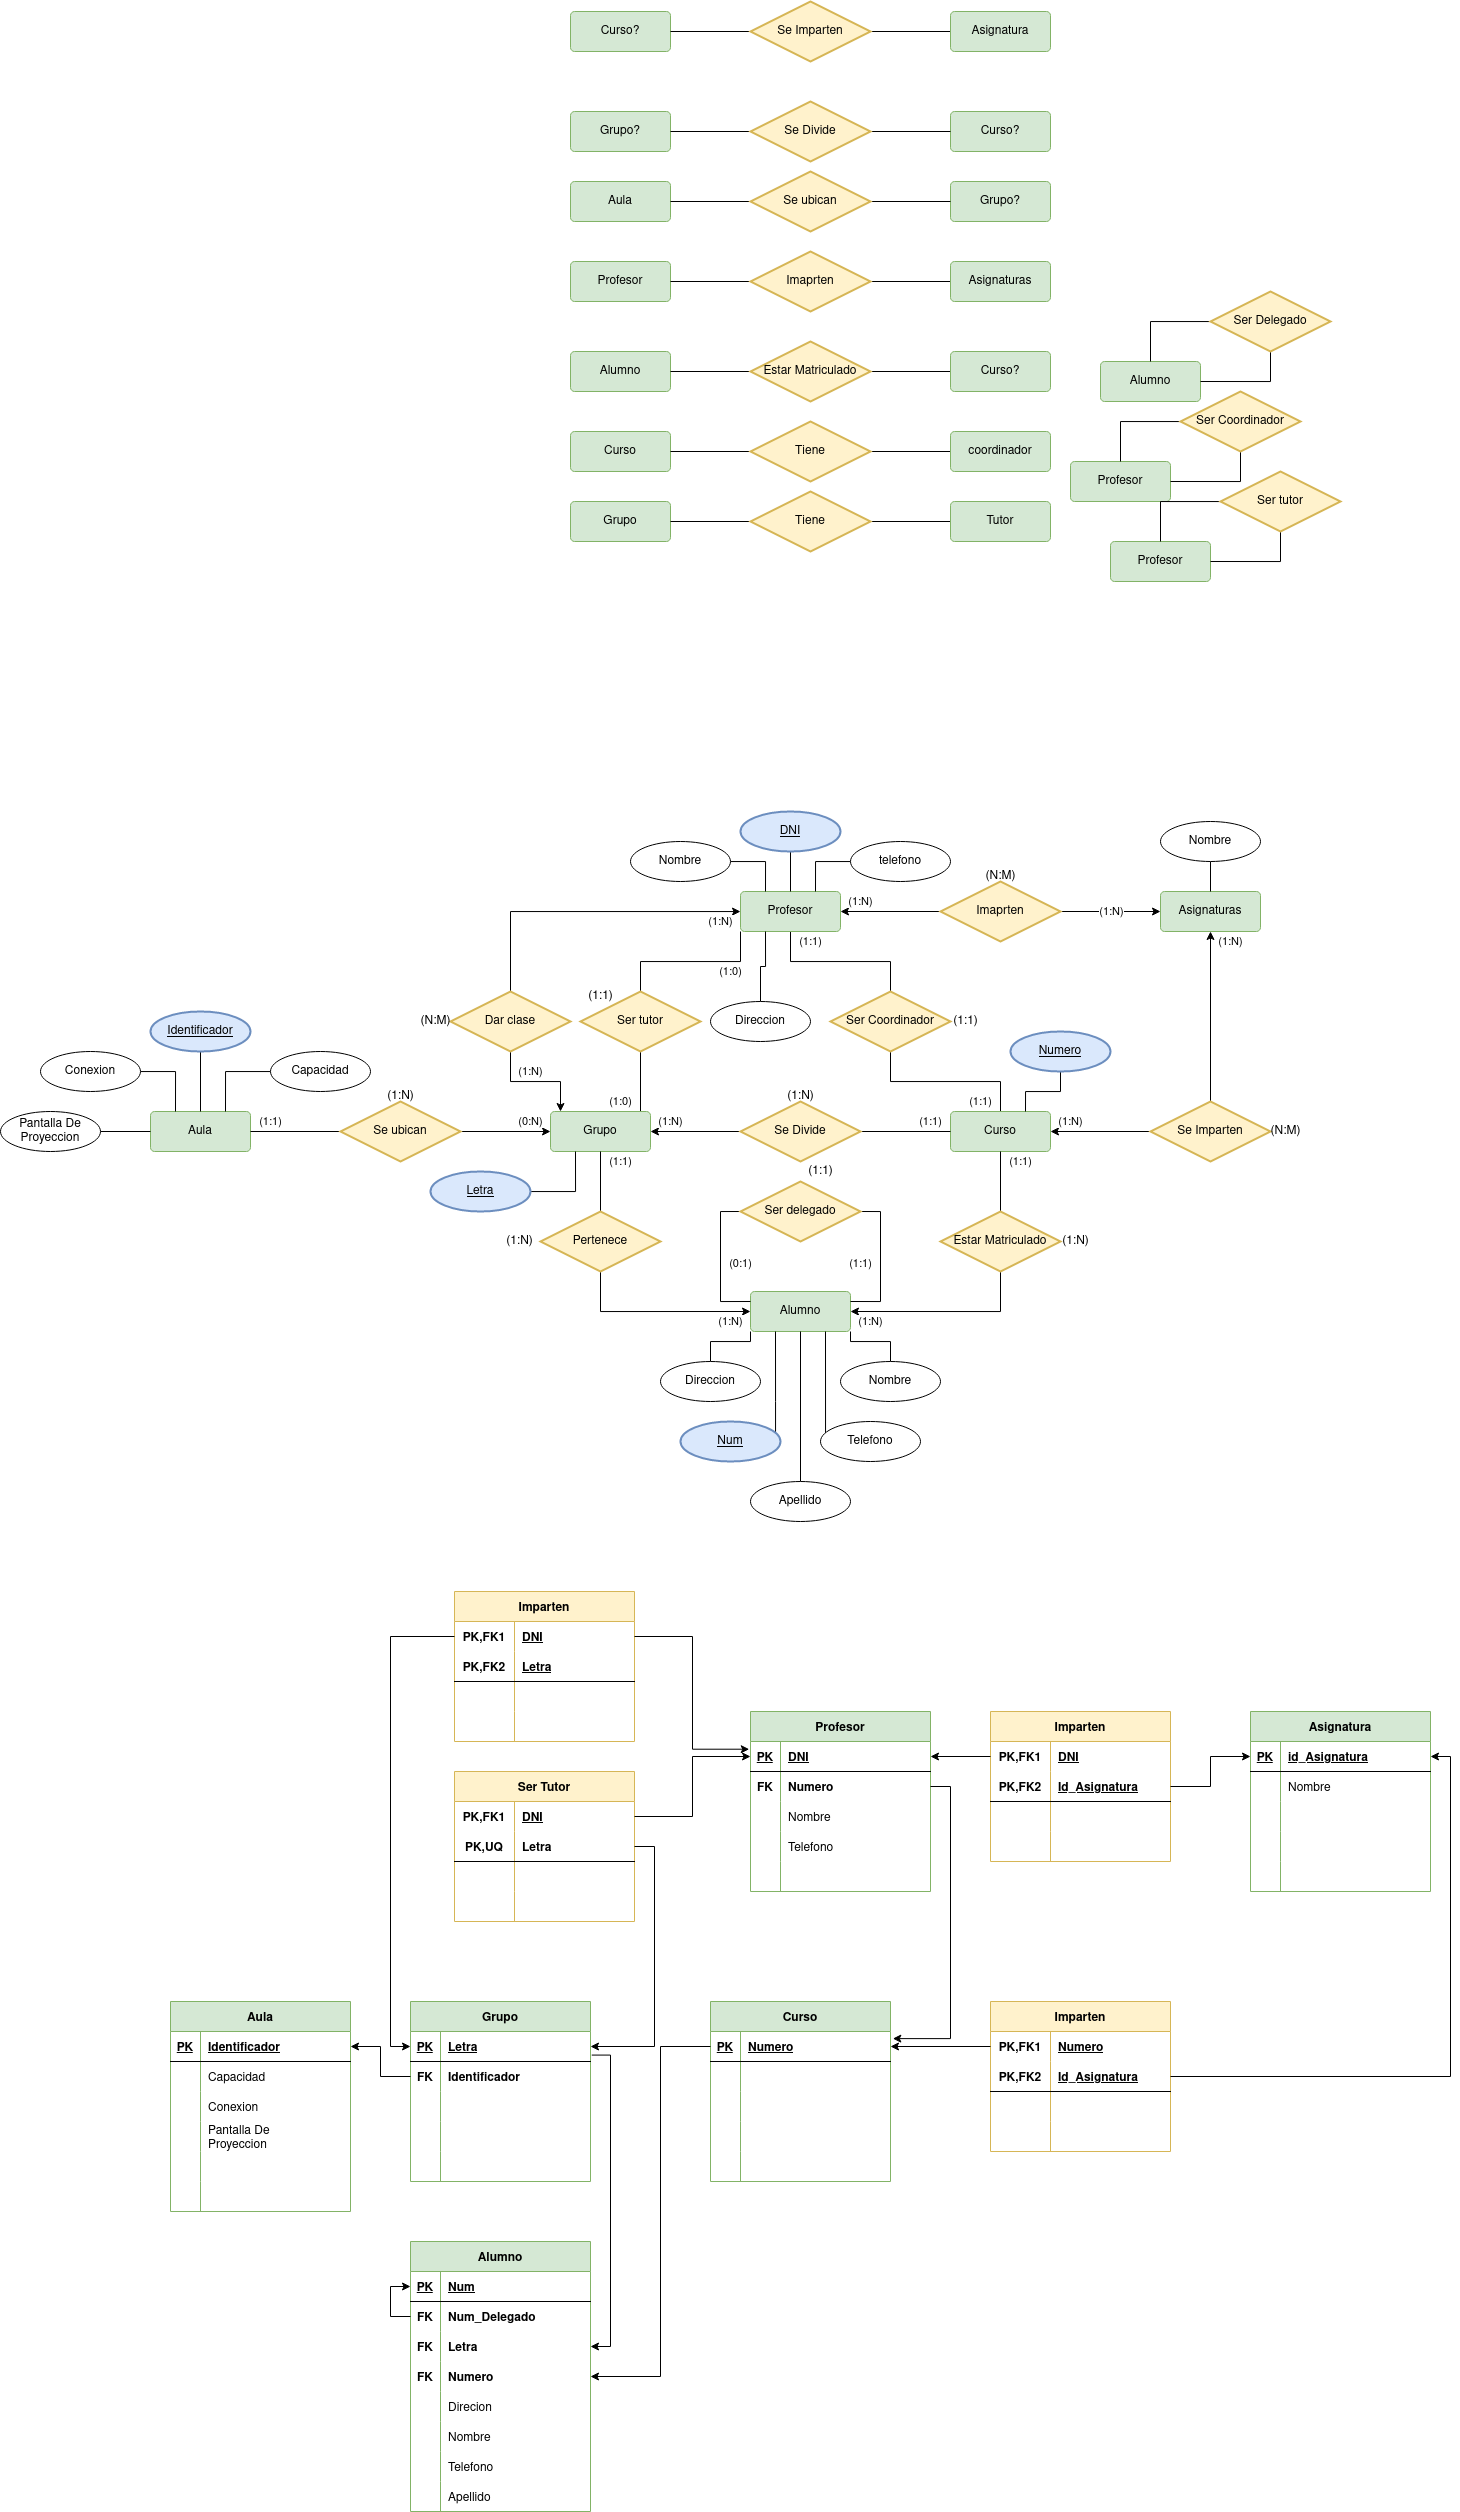 Curso?
Se Imparten
Asignatura
Grupo?
Se Divide
Curso?
Aula
Se ubican
Grupo?
Profesor
Imaprten
Asignaturas
Ser Delegado
Alumno
Estar Matriculado
Curso?
Alumno
Ser Coordinador
Curso
Tiene
coordinador
Profesor
Ser tutor
Grupo
Tiene
Tutor
Profesor
DNI
Nombre
Nombre
telefono
(N:M)
(1:N)
Profesor
Imaprten
(1:N)
Asignaturas
(1:N)
(1:1)
(1:N)
(1:0)
(1:1)
(N:M)
Dar clase
Ser tutor
Direccion
Ser Coordinador
(1:1)
Identificador
Numero
Conexion
Capacidad
(1:N)
(1:N)
(1:0)
(1:N)
(1:1)
Pantalla De
Proyeccion
Aula
(1:1)
Se ubican
(0:N)
Grupo
(1:N)
Se Divide
(1:1)
Curso
(1:N)
Se Imparten
(N:M)
(1:1)
(1:1)
(1:1)
Letra
Ser delegado
(1:N)
Pertenece
Estar Matriculado
(1:N)
(0:1)
(1:1)
Alumno
(1:N)
(1:N)
Direccion
Nombre
Num
Telefono
Apellido
Imparten
PK,FK1
DNI
PK,FK2
Letra
Ser Tutor
PK,FK1
DNI
PK,UQ
Letra
Profesor
PK
DNI
FK
Numero
Nombre
Telefono
Imparten
PK,FK1
DNI
PK,FK2
Id_Asignatura
Asignatura
PK
id_Asignatura
Nombre
Aula
PK
Identificador
Capacidad
Conexion
Pantalla De
Proyeccion
Grupo
PK
Letra
FK
Identificador
Curso
PK
Numero
Imparten
PK,FK1
Numero
PK,FK2
Id_Asignatura
Alumno
PK
Num
FK
Num_Delegado
FK
Letra
FK
Numero
Direcion
Nombre
Telefono
Apellido